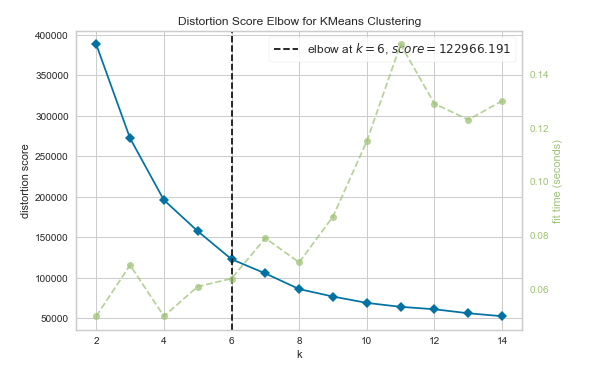 Distortion Score Elbow for KMeans Clustering
elbow at k = 6, score = 122966.191
400000
350000
300000
250000
200000
150000
100000
50000
distortion score
0.14
0.12
0.10
0.08
0.06
fit time (seconds)
2 4 6 8 10 12 14
k